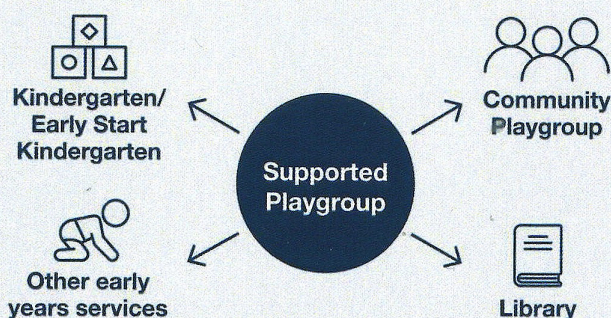 Kindergarten/
Early Start
Kindergarten
Community
Playgroup
Supported
Playgroup
Other early
years services
Library